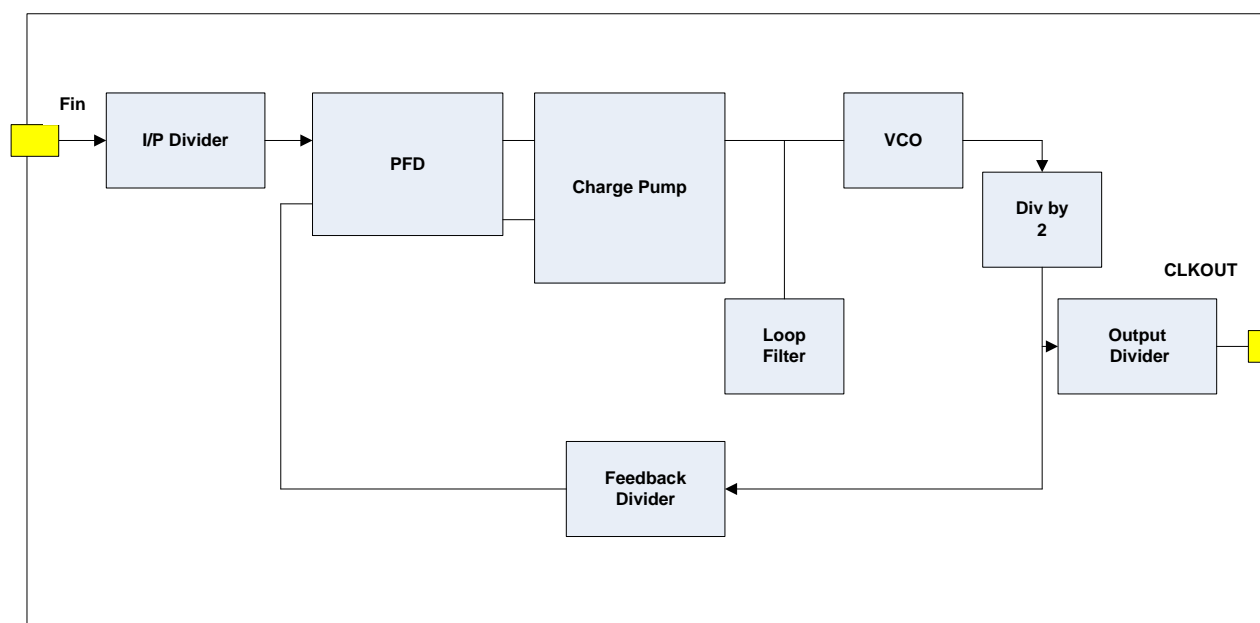 Fin
I/P Divider
PFD
Charge Pump
VCO
Div by
2
CLKOUT
Loop
Filter
Output
Divider
Feedback
Divider